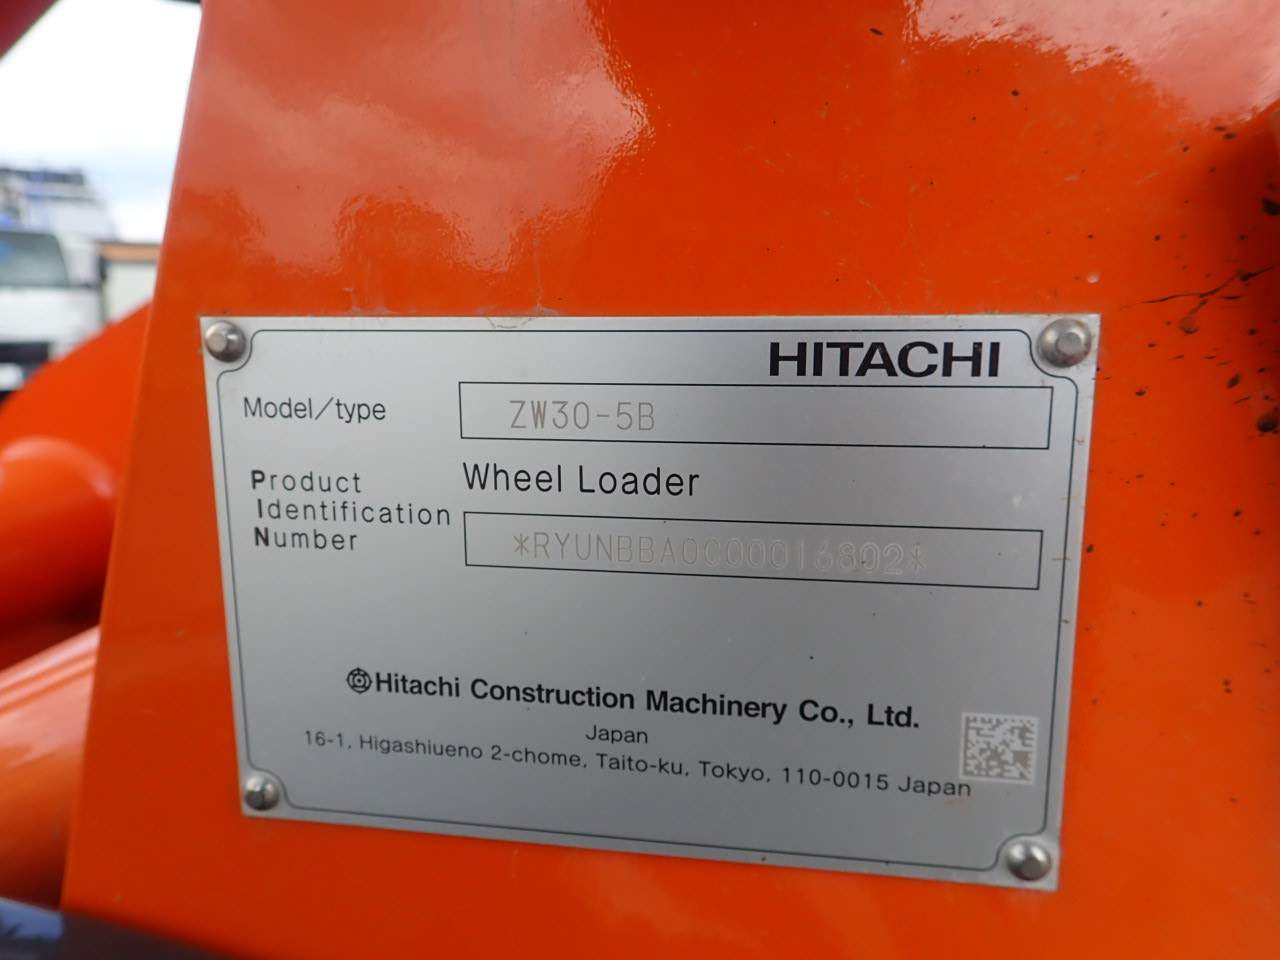 HITACHI
Model/type ZW30-5B
Wheel Loader
Product
Identification
Number
*RYUNBBA0C00016802*
Hitachi Construction Machinery Co., Ltd.
Japan
16-1, Higashiueno 2-chome, Taito-ku, Tokyo, 110-0015 Japan